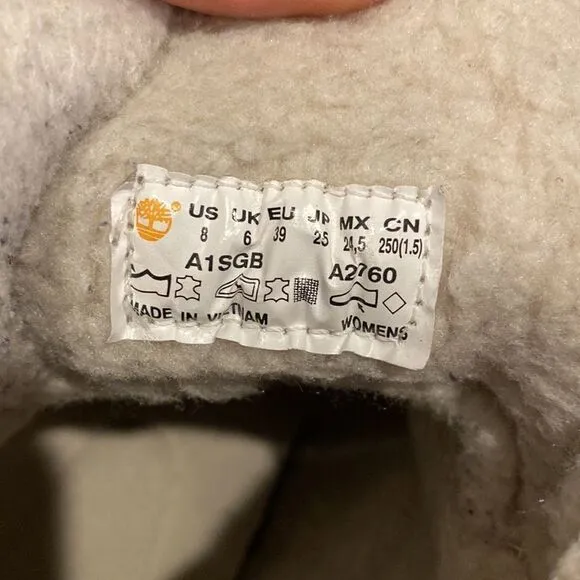 US UK EU JP MX CN
8 6 39 25 24,5 250(1.5)
A1SGB A2760
MADE IN VIETNAM WOMENS